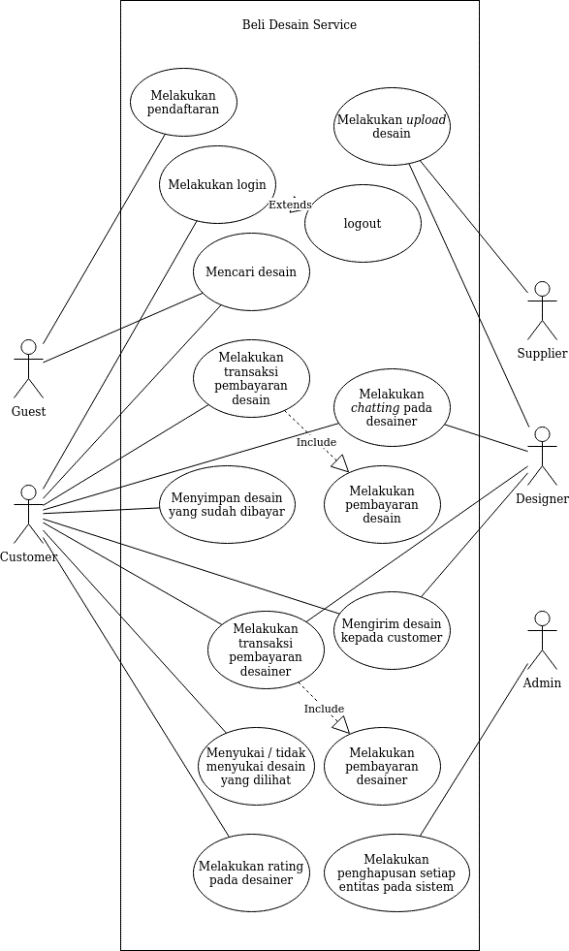 Beli Desain Service
Melakukan
pendaftaran
Melakukan upload
desain
Melakukan login
Extends
logout
Mencari desain
Supplier
Guest
Melakukan
transaksi
pembayaran
desain
Melakukan
chatting pada
desainer
Include
Designer
Menyimpan desain
yang sudah dibayar
Melakukan
pembayaran
desain
Customer
Melakukan
transaksi
pembayaran
desainer
Mengirim desain
kepada customer
Admin
Include
Menyukai / tidak
menyukai desain
yang dilihat
Melakukan
pembayaran
desainer
Melakukan rating
pada desainer
Melakukan
penghapusan setiap
entitas pada sistem